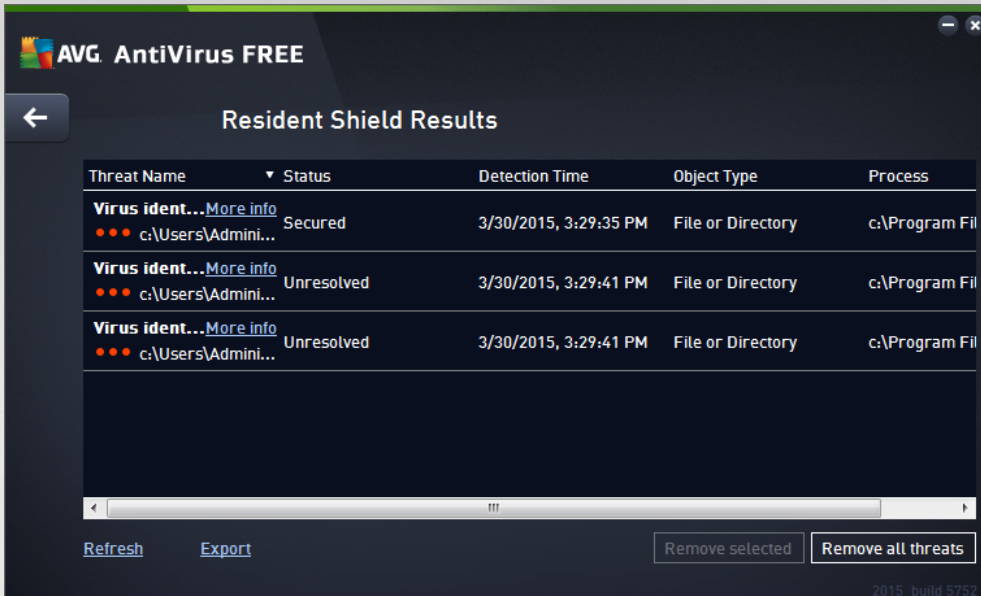 AVG AntiVirus FREE
Resident Shield Results
Threat Name Status Detection Time Object Type Process
Virus ident... More info
c:\Users\Admini... Secured 3/30/2015, 3:29:35 PM File or Directory c:\Program Fil
Virus ident... More info
c:\Users\Admini... Unresolved 3/30/2015, 3:29:41 PM File or Directory c:\Program Fil
Virus ident... More info
c:\Users\Admini... Unresolved 3/30/2015, 3:29:41 PM File or Directory c:\Program Fil
Refresh Export Remove selected Remove all threats
2015 build 5752